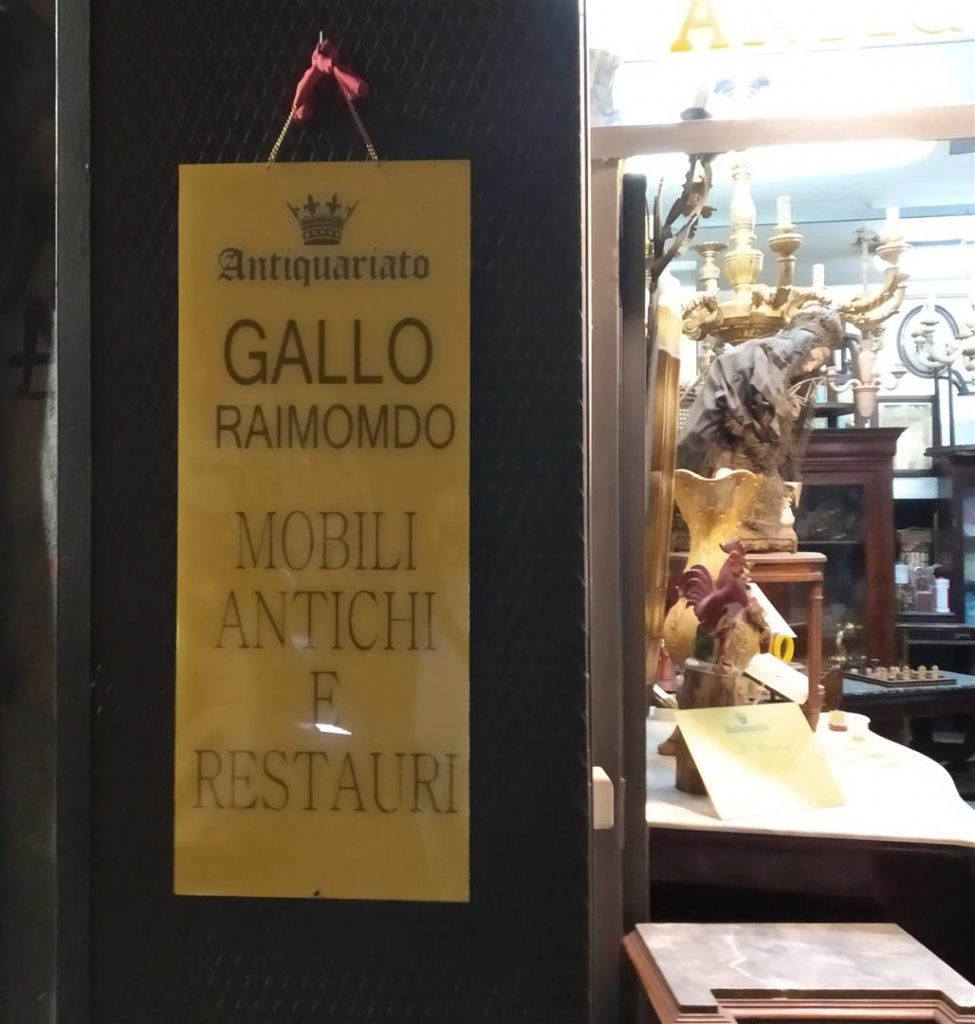 Antiquariato
GALLO
RAIMOMDO
MOBILI
ANTICHI
E
RESTAURI